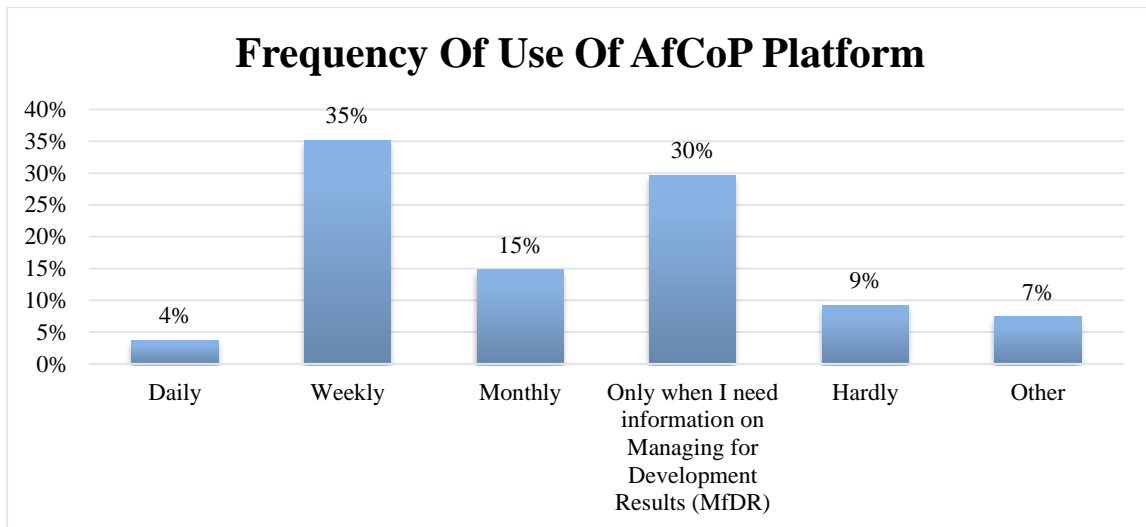 Frequency Of Use Of AfCoP Platform
40%
35%
30%
25%
20%
15%
10%
5%
0%
4%
35%
15%
30%
9%
7%
Daily
Weekly
Monthly
Only when I need
information on
Managing for
Development
Results (MfDR)
Hardly
Other